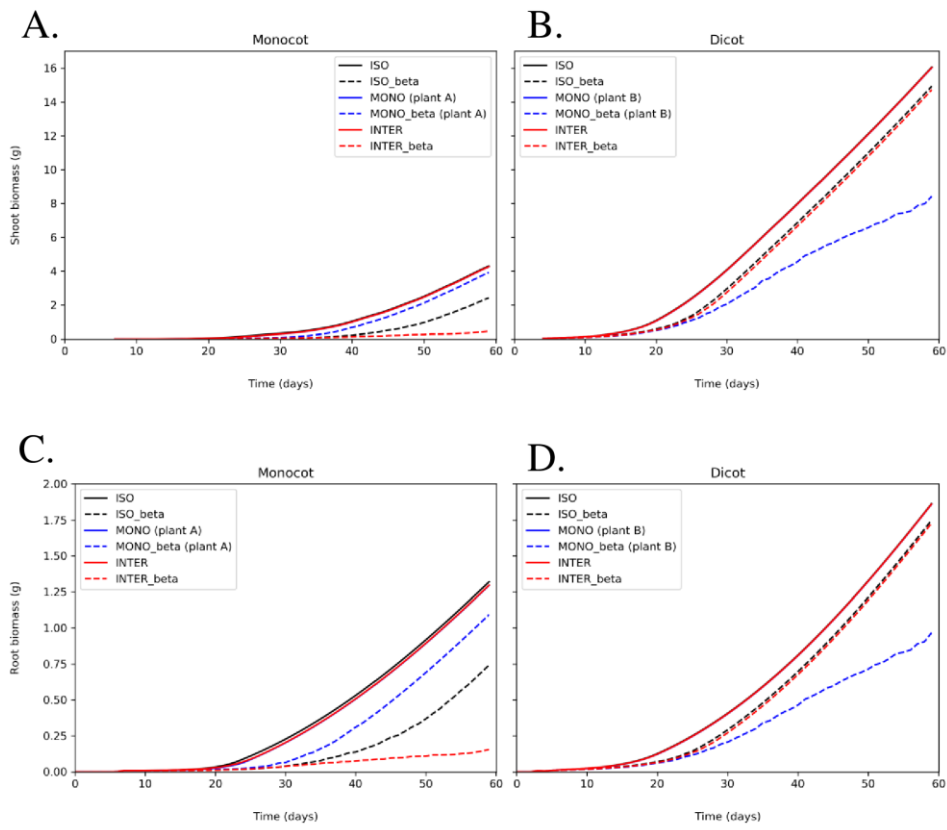 A.
Monocot
ISO
ISO_beta
MONO (plant A)
MONO_beta (plant A)
INTER
INTER_beta
Shoot biomass (g)
16
14
12
10
8
6
4
2
0
0 10 20 30 40 50 60
Time (days)
B.
Dicot
ISO
ISO_beta
MONO (plant B)
MONO_beta (plant B)
INTER
INTER_beta
0 10 20 30 40 50 60
Time (days)
C.
Monocot
ISO
ISO_beta
MONO (plant A)
MONO_beta (plant A)
INTER
INTER_beta
Root biomass (g)
2.00
1.75
1.50
1.25
1.00
0.75
0.50
0.25
0.00
0 10 20 30 40 50 60
Time (days)
D.
Dicot
ISO
ISO_beta
MONO (plant B)
MONO_beta (plant B)
INTER
INTER_beta
0 10 20 30 40 50 60
Time (days)